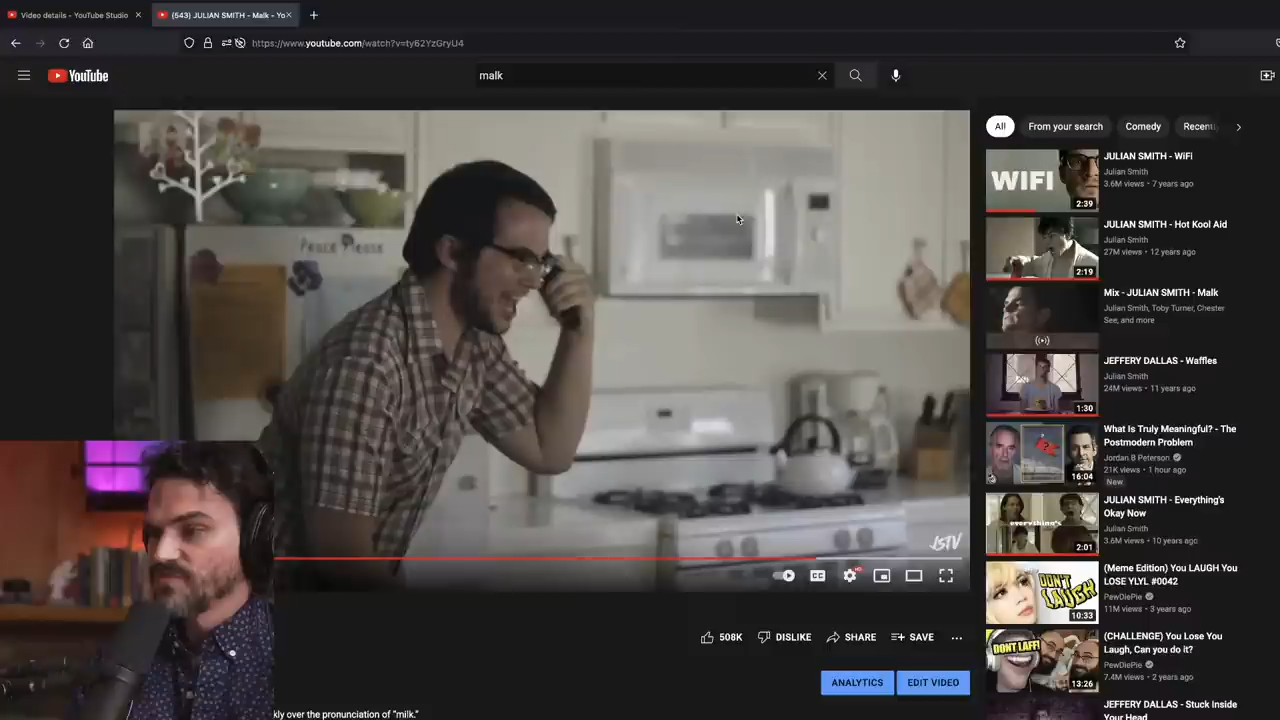 Video details - YouTube Studio
(543) JULIAN SMITH - Malk - Yo
https://www.youtube.com/watch?v=ty62YzGryU4
YouTube
malk
Peace Please
JSTV
508K
DISLIKE
SHARE
SAVE
ANALYTICS
EDIT VIDEO
kly over the pronunciation of "milk."
All
From your search
Comedy
Recen
WIFI
2:39
JULIAN SMITH - WiFi
Julian Smith
3.6M views • 7 years ago
2:19
JULIAN SMITH - Hot Kool Aid
Julian Smith
27M views • 12 years ago
Mix - JULIAN SMITH - Malk
Julian Smith, Toby Turner, Chester
See, and more
1:30
JEFFERY DALLAS - Waffles
Julian Smith
24M views • 11 years ago
16:04
What Is Truly Meaningful? - The
Postmodern Problem
Jordan B Peterson
21K views • 1 hour ago
New
2:01
JULIAN SMITH - Everything's
Okay Now
Julian Smith
3.6M views • 10 years ago
DON'T
LAUGH
10:33
(Meme Edition) You LAUGH You
LOSE YLYL #0042
PewDiePie
11M views • 3 years ago
DONT LAFF!
13:26
(CHALLENGE) You Lose You
Laugh, Can you do it?
PewDiePie
7.4M views • 2 years ago
JEFFERY DALLAS - Stuck Inside
Your Head